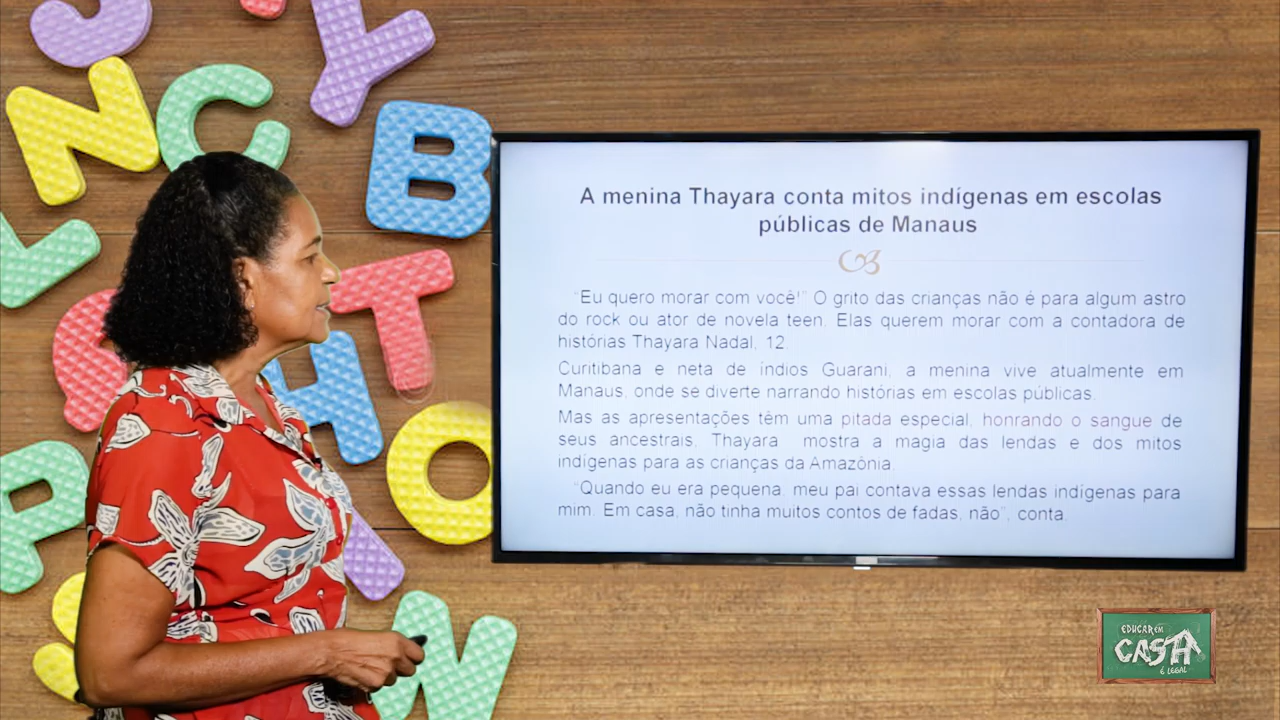 A menina Thayara conta mitos indígenas em escolas
públicas de Manaus
"Eu quero morar com você!" O grito das crianças não é para algum astro
do rock ou ator de novela teen. Elas querem morar com a contadora de
histórias Thayara Nadal, 12.
Curitibana e neta de índios Guarani, a menina vive atualmente em
Manaus, onde se diverte narrando histórias em escolas públicas.
Mas as apresentações têm uma pitada especial, honrando o sangue de
seus ancestrais, Thayara mostra a magia das lendas e dos mitos
indígenas para as crianças da Amazônia.
"Quando eu era pequena, meu pai contava essas lendas indígenas para
mim. Em casa, não tinha muitos contos de fadas, não", conta.
EDUCAR EM
CASA
É LEGAL